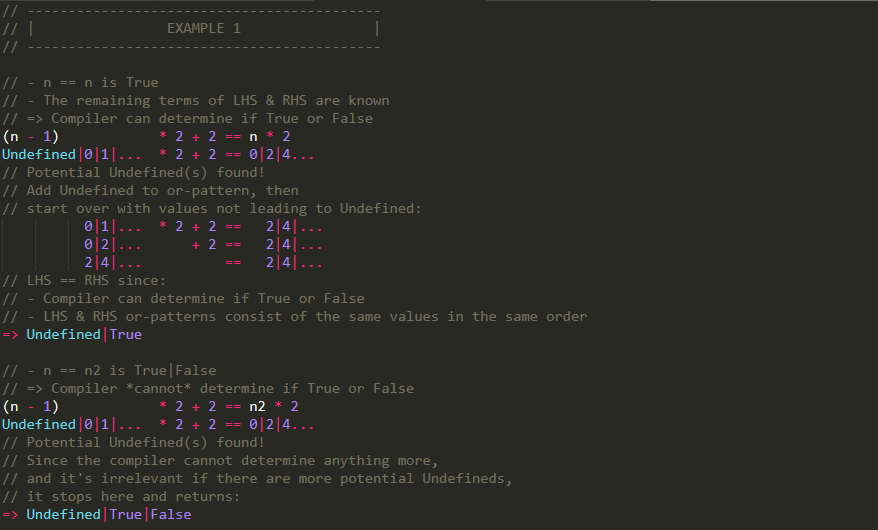 // -------------------------------------------
// |                EXAMPLE 1                |
// -------------------------------------------

// - n == n is True
// - The remaining terms of LHS & RHS are known
// => Compiler can determine if True or False
(n - 1)            * 2 + 2 == n * 2
Undefined|0|1|...  * 2 + 2 == 0|2|4...
// Potential Undefined(s) found!
// Add Undefined to or-pattern, then
// start over with values not leading to Undefined:
          0|1|...  * 2 + 2 ==   2|4|...
          0|2|...      + 2 ==   2|4|...
          2|4|...          ==   2|4|...
// LHS == RHS since:
// - Compiler can determine if True or False
// - LHS & RHS or-patterns consist of the same values in the same order
=> Undefined|True

// - n == n2 is True|False
// => Compiler *cannot* determine if True or False
(n - 1)            * 2 + 2 == n2 * 2
Undefined|0|1|...  * 2 + 2 == 0|2|4...
// Potential Undefined(s) found!
// Since the compiler cannot determine anything more,
// and it's irrelevant if there are more potential Undefineds,
// it stops here and returns:
=> Undefined|True|False